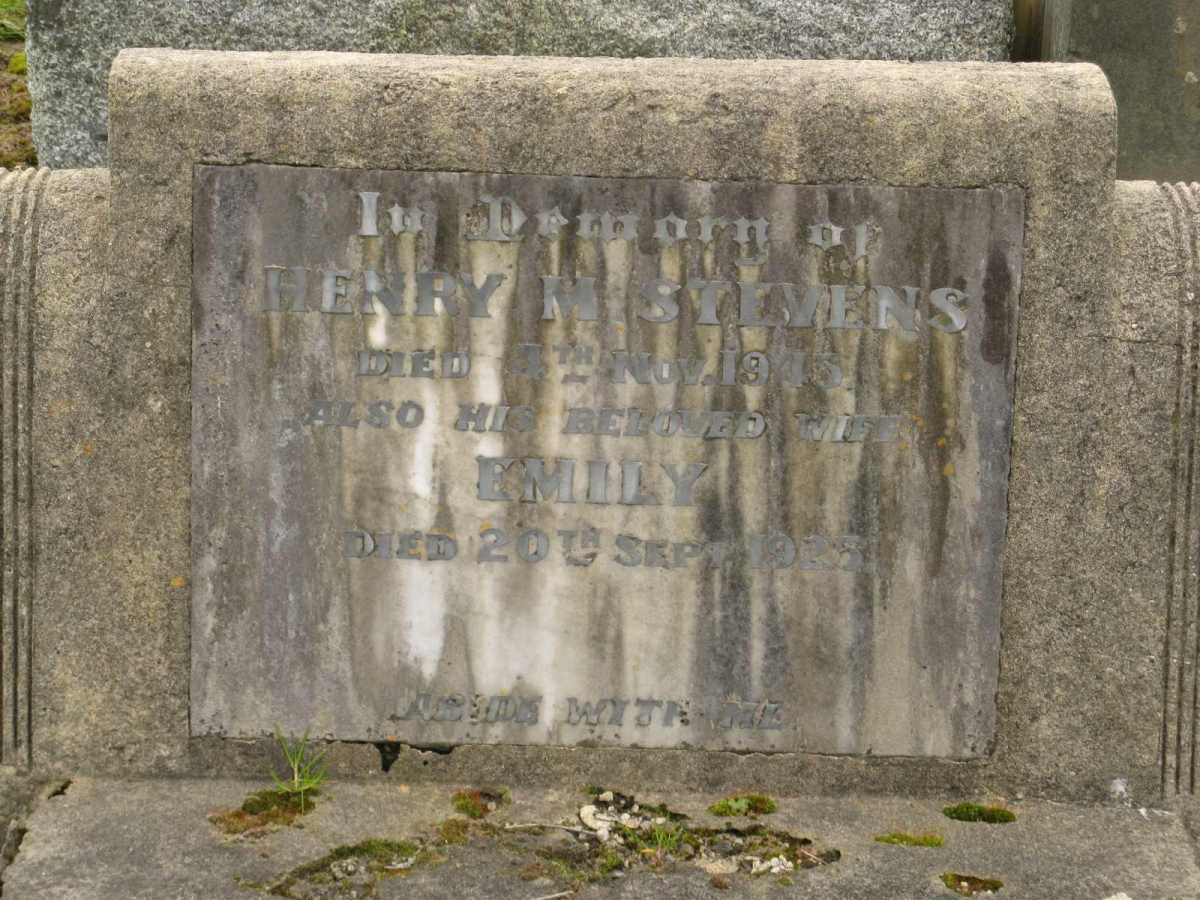 In Memory of
HENRY M. STEVENS
DIED 4TH NOV. 1945.
ALSO HIS BELOVED WIFE
EMILY
DIED 20TH SEPT. 1923.
ABIDE WITH ME